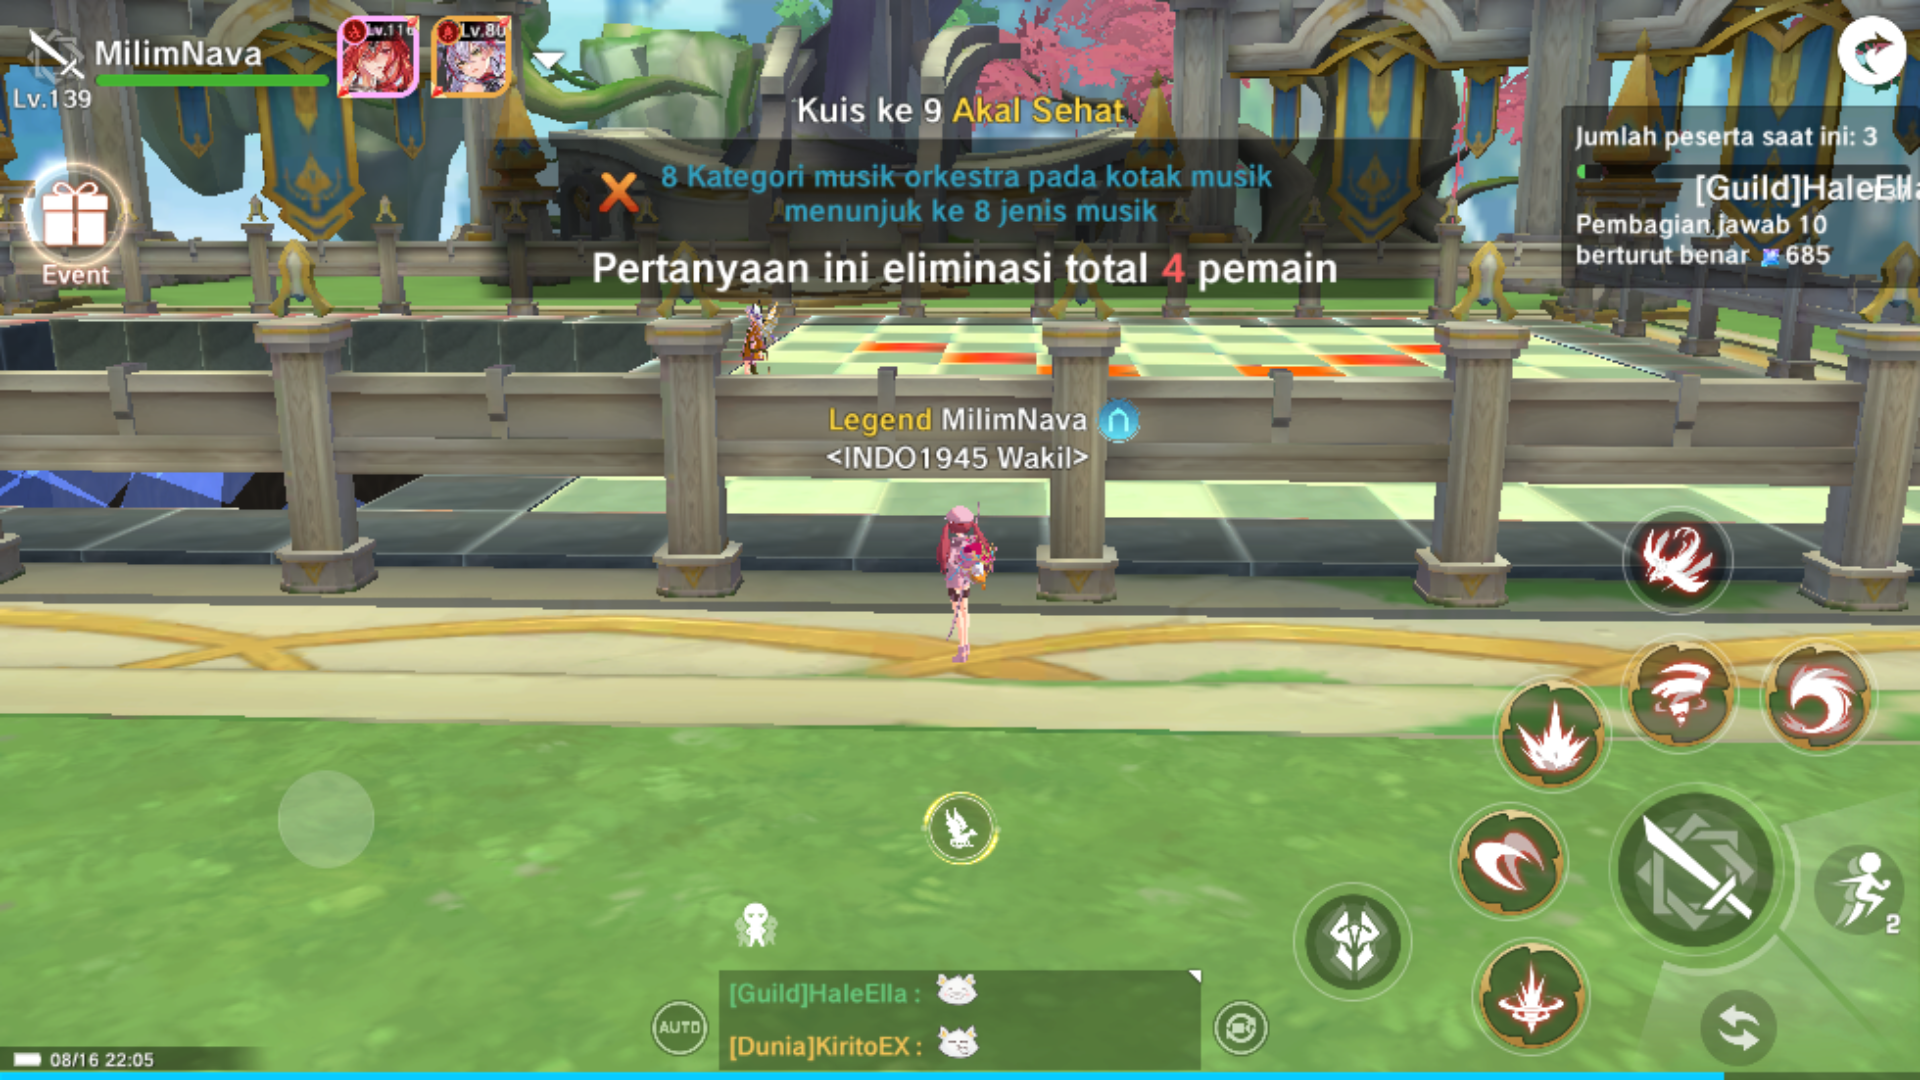 MilimNava
Lv.139
Lv.116
Lv.80
Kuis ke 9 Akal Sehat
8 Kategori musik orkestra pada kotak musik
menunjuk ke 8 jenis musik
Pertanyaan ini eliminasi total 4 pemain
Jumlah peserta saat ini: 3
[Guild]HaleElla
Pembagian jawab 10
berturut benar 685
Event
Legend MilimNava
<INDO1945 Wakil>
2
[Guild]HaleElla :
AUTO
[Dunia]KiritoEX :
08/16 22:05